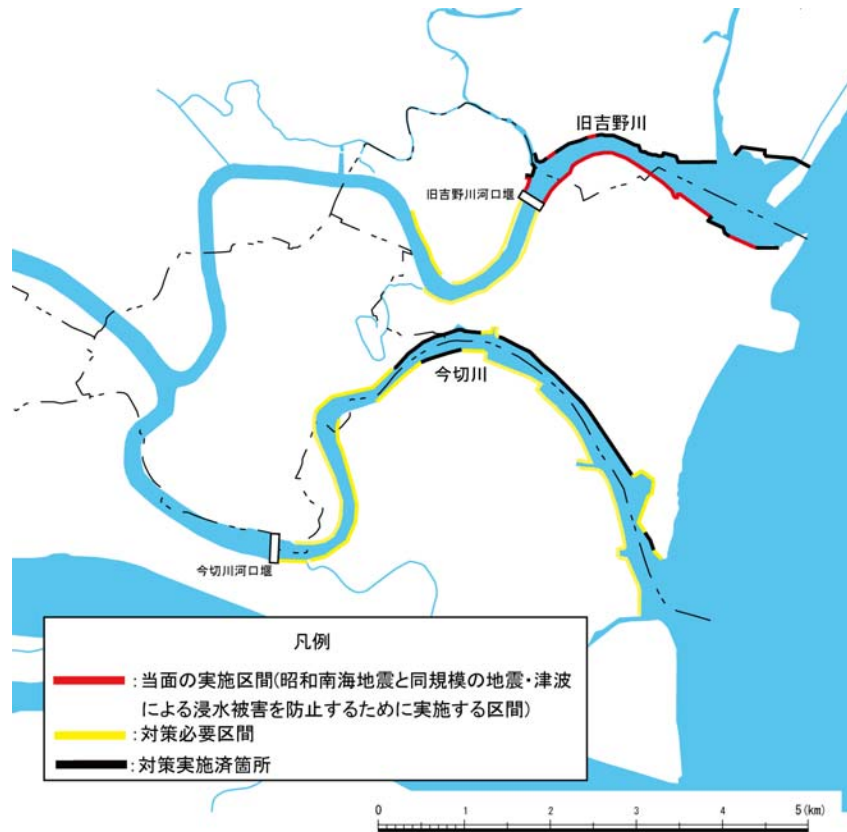 旧吉野川
旧吉野川河口堰
今切川
今切川河口堰
凡例
:当面の実施区間(昭和南海地震と同規模の地震・津波
による浸水被害を防止するために実施する区間)
:対策必要区間
:対策実施済箇所
0 1 2 3 4 5(km)